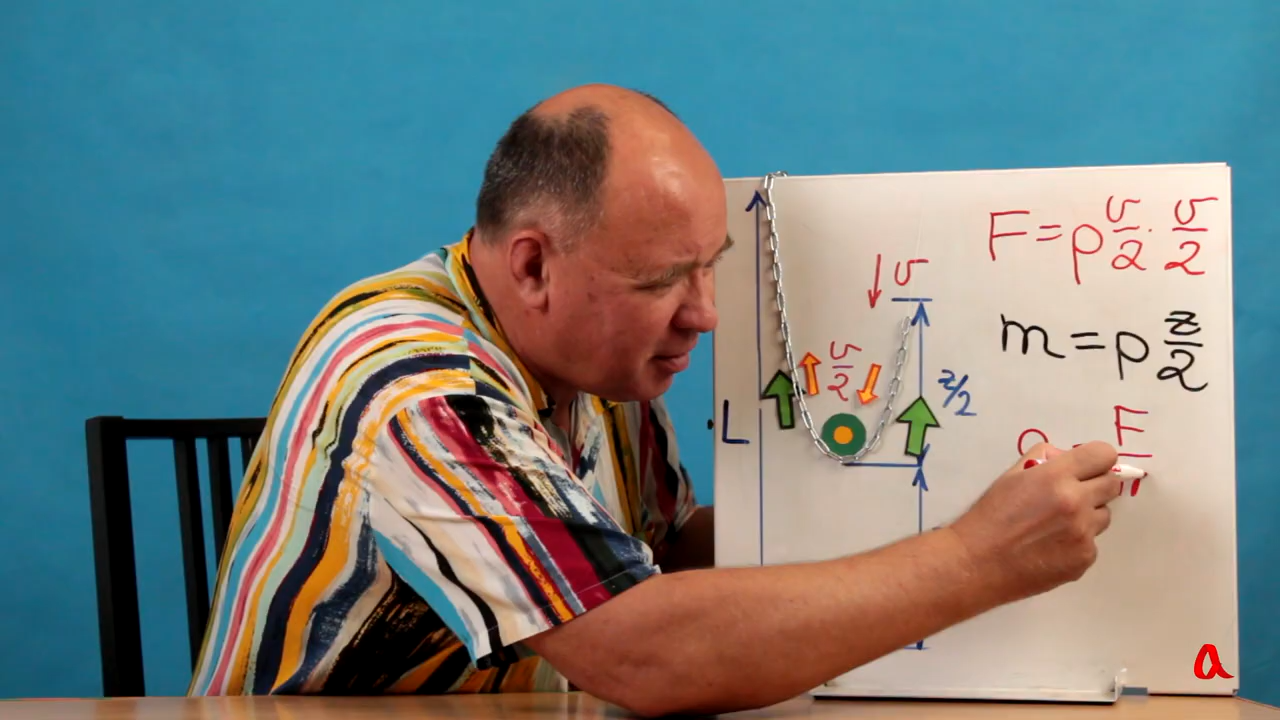 F=ρ v/2 · v/2
v
m=ρ z/2
v/2
z/2
L
F
a